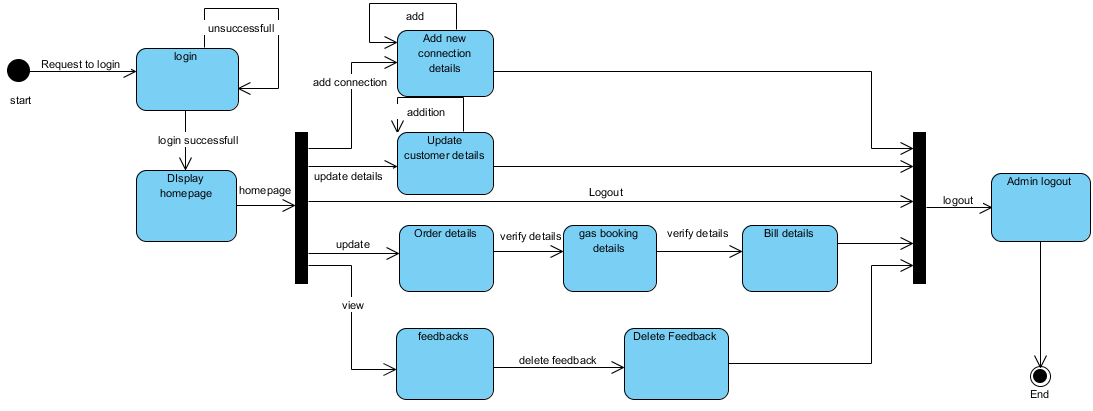 unsuccessfull
login
Request to login
start
login successfull
DIsplay
homepage
homepage
add
Add new
connection
details
add connection
addition
Update
customer details
update details
Logout
update
Order details
verify details
gas booking
details
verify details
Bill details
view
feedbacks
delete feedback
Delete Feedback
logout
Admin logout
End